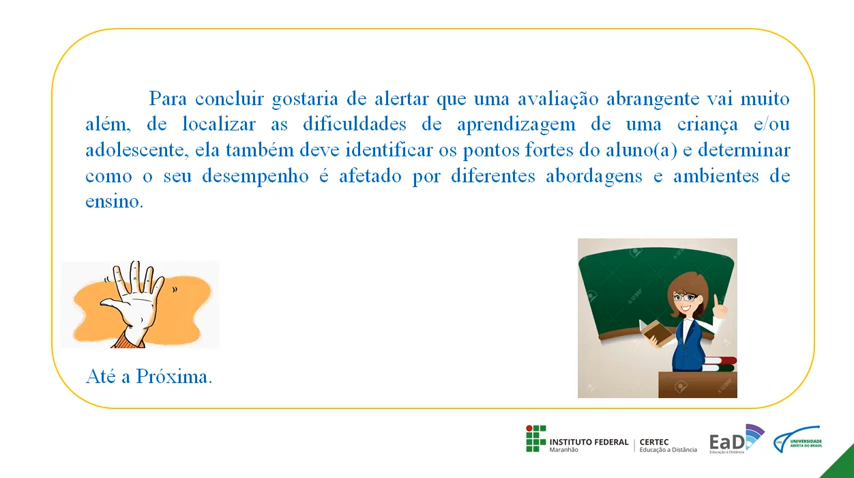 Para concluir gostaria de alertar que uma avaliação abrangente vai muito
além, de localizar as dificuldades de aprendizagem de uma criança e/ou
adolescente, ela também deve identificar os pontos fortes do aluno(a) e determinar
como o seu desempenho é afetado por diferentes abordagens e ambientes de
ensino.
Até a Próxima.
INSTITUTO FEDERAL
Maranhão
CERTEC
Educação a Distância
EaD
Educação a Distância
UNIVERSIDADE
ABERTA DO BRASIL